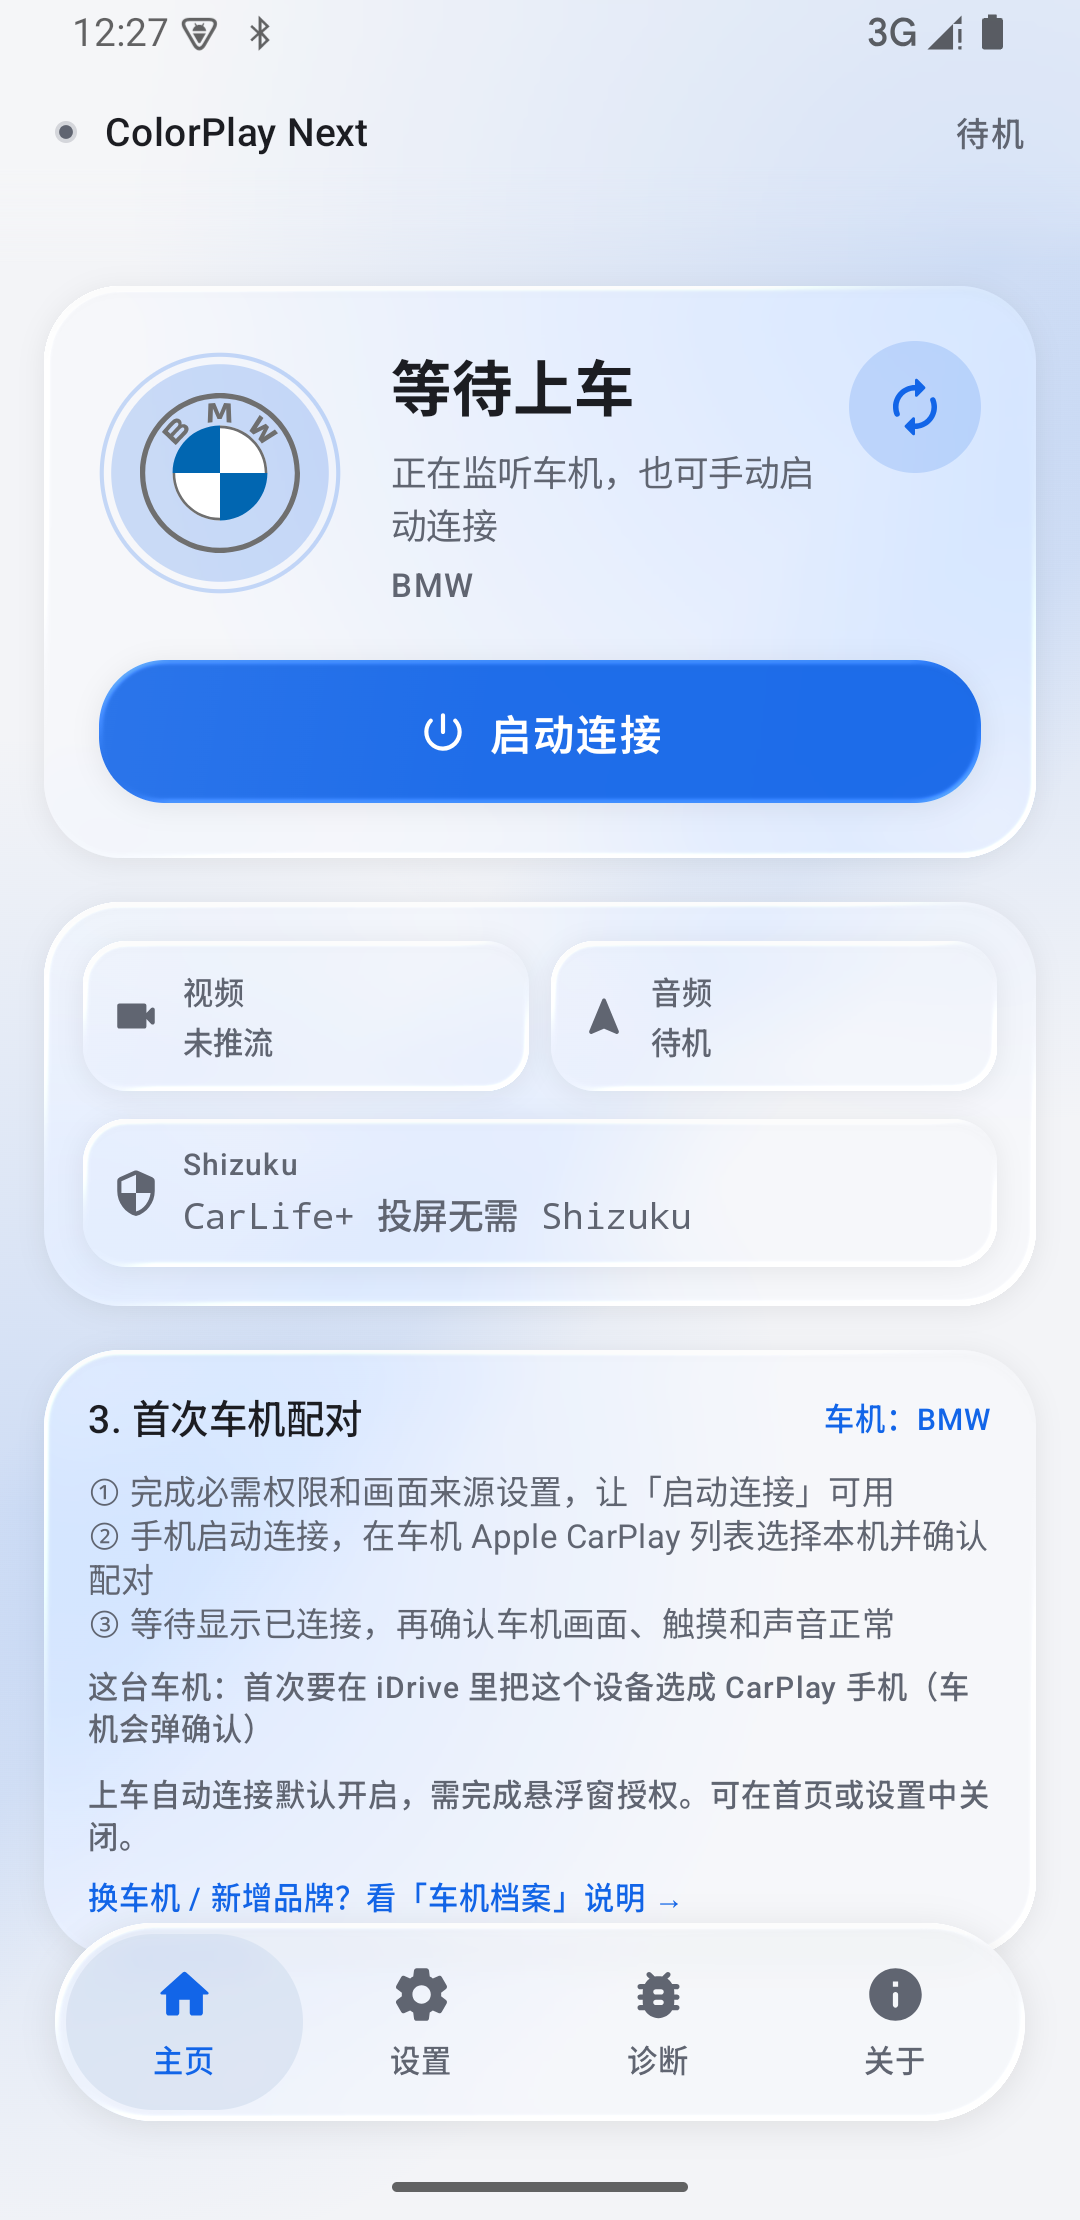 12:27
3G
ColorPlay Next
待机
B M W
等待上车
正在监听车机，也可手动启
动连接
BMW
启动连接
视频
未推流
音频
待机
Shizuku
CarLife+ 投屏无需 Shizuku
3. 首次车机配对
车机：BMW
① 完成必需权限和画面来源设置，让「启动连接」可用
② 手机启动连接，在车机 Apple CarPlay 列表选择本机并确认
配对
③ 等待显示已连接，再确认车机画面、触摸和声音正常
这台车机：首次要在 iDrive 里把这个设备选成 CarPlay 手机（车
机会弹确认）
上车自动连接默认开启，需完成悬浮窗授权。可在首页或设置中关
闭。
换车机 / 新增品牌？看「车机档案」说明 →
主页
设置
诊断
关于